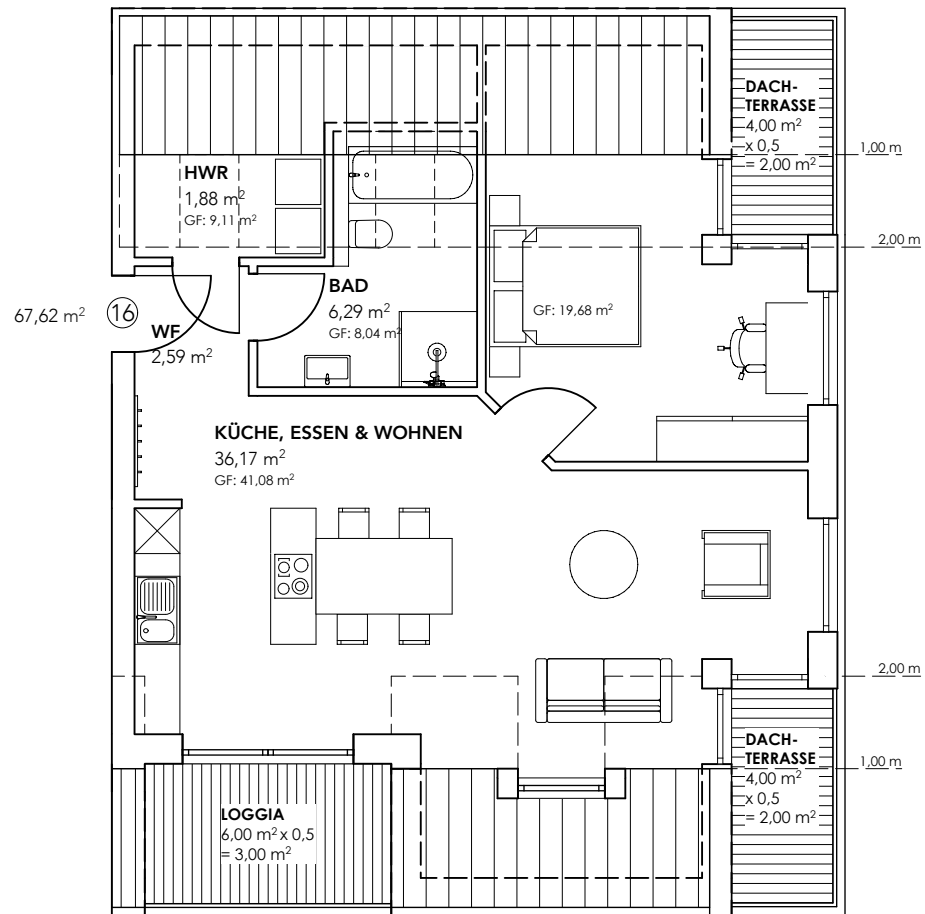 DACH-
TERRASSE
4,00 m²
x 0,5
= 2,00 m²
1,00 m
HWR
1,88 m²
GF: 9,11 m²
2,00 m
BAD
6,29 m²
GF: 8,04 m²
GF: 19,68 m²
67,62 m²
16
WF
2,59 m²
KÜCHE, ESSEN & WOHNEN
36,17 m²
GF: 41,08 m²
2,00 m
DACH-
TERRASSE
4,00 m²
x 0,5
= 2,00 m²
1,00 m
LOGGIA
6,00 m² x 0,5
= 3,00 m²